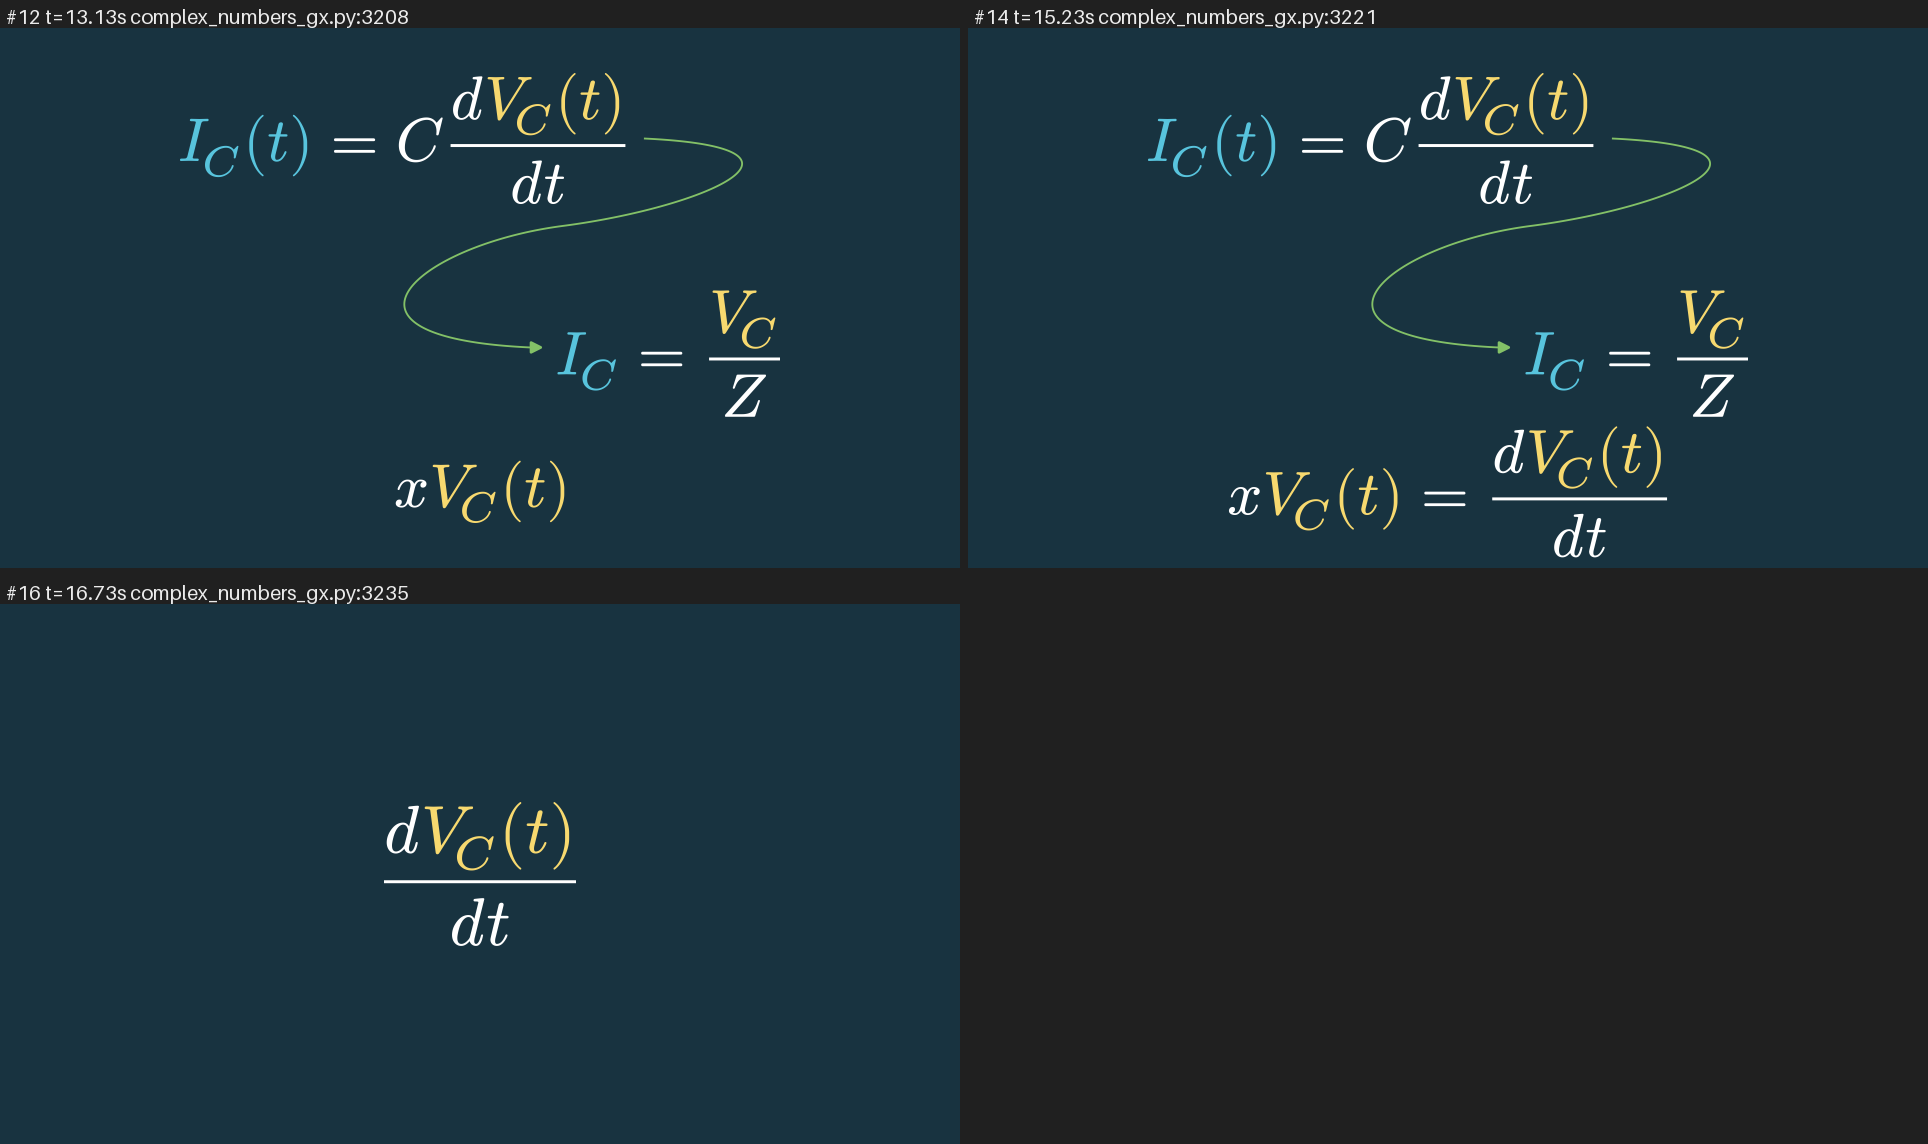 #12 t=13.13s complex_numbers_gx.py:3208
I_C(t) = C dV_C(t)/dt
I_C = V_C/Z
xV_C(t)
#14 t=15.23s complex_numbers_gx.py:3221
I_C(t) = C dV_C(t)/dt
I_C = V_C/Z
xV_C(t) = dV_C(t)/dt
#16 t=16.73s complex_numbers_gx.py:3235
dV_C(t)/dt